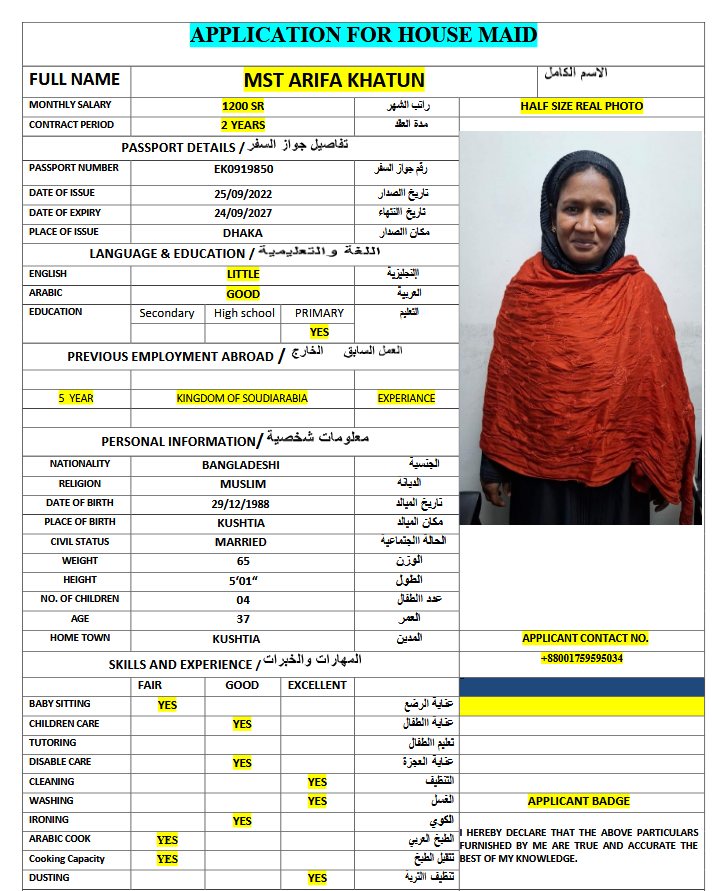 APPLICATION FOR HOUSE MAID
FULL NAME MST ARIFA KHATUN الاسم الكامل
MONTHLY SALARY 1200 SR راتب الشهر HALF SIZE REAL PHOTO
CONTRACT PERIOD 2 YEARS مدة العقد
PASSPORT DETAILS / تفاصيل جواز السفر
PASSPORT NUMBER EK0919850 رقم جواز السفر
DATE OF ISSUE 25/09/2022 تاريخ االصدار
DATE OF EXPIRY 24/09/2027 تاريخ االنتهاء
PLACE OF ISSUE DHAKA مكان االصدار
LANGUAGE & EDUCATION / اللغة والتعليمية
ENGLISH LITTLE اإلنجليزية
ARABIC GOOD العربية
EDUCATION Secondary High school PRIMARY التعليم
YES
PREVIOUS EMPLOYMENT ABROAD / العمل السابق الخارج
5 YEAR KINGDOM OF SOUDIARABIA EXPERIANCE
PERSONAL INFORMATION/ معلومات شخصية
NATIONALITY BANGLADESHI الجنسية
RELIGION MUSLIM الديانه
DATE OF BIRTH 29/12/1988 تاريخ الميالد
PLACE OF BIRTH KUSHTIA مكان الميالد
CIVIL STATUS MARRIED الحالة االجتماعية
WEIGHT 65 الوزن
HEIGHT 5'01“ الطول
NO. OF CHILDREN 04 عدد االطفال
AGE 37 العمر
HOME TOWN KUSHTIA المدين APPLICANT CONTACT NO.
SKILLS AND EXPERIENCE / المهارات والخبرات +88001759595034
FAIR GOOD EXCELLENT
BABY SITTING YES عناية الرضع
CHILDREN CARE YES عناية االطفال
TUTORING تعليم االطفال
DISABLE CARE YES عناية العجزة
CLEANING YES التنظيف
WASHING YES الغسل APPLICANT BADGE
IRONING YES الكوي
ARABIC COOK YES الطبخ العربي I HEREBY DECLARE THAT THE ABOVE PARTICULARS
FURNISHED BY ME ARE TRUE AND ACCURATE THE
Cooking Capacity YES الطبخ BEST OF MY KNOWLEDGE.
DUSTING YES تنظيف االتربة